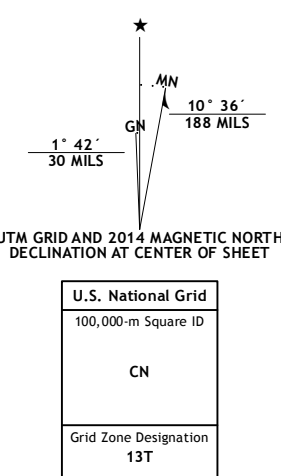 ★
MN
GN
10° 36´
188 MILS
1° 42´
30 MILS
UTM GRID AND 2014 MAGNETIC NORTH
DECLINATION AT CENTER OF SHEET
U.S. National Grid
100,000-m Square ID
CN
Grid Zone Designation
13T